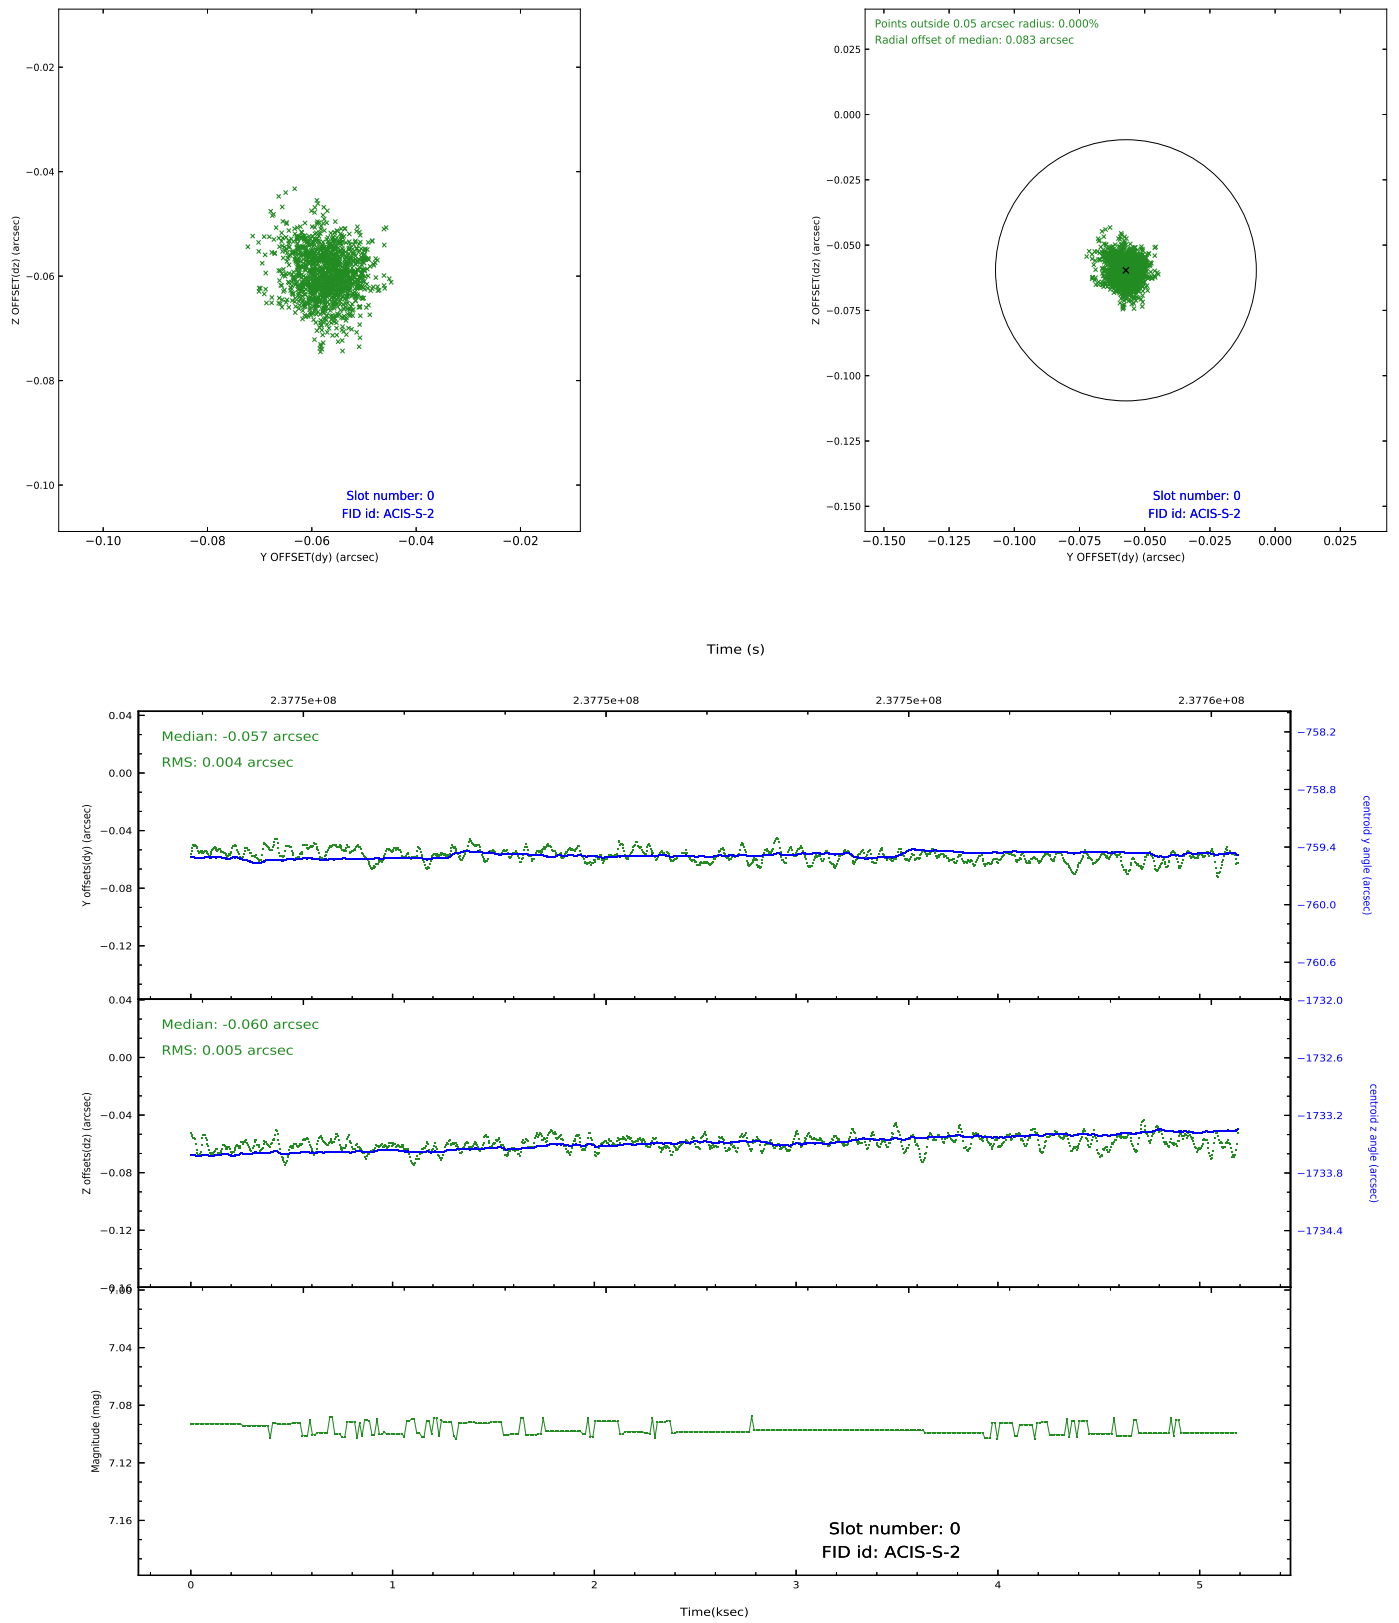 Points outside 0.05 arcsec radius: 0.000%
Radial offset of median: 0.083 arcsec
−0.02
−0.04
−0.06
−0.08
−0.10
Z OFFSET(dz) (arcsec)
Slot number: 0
FID id: ACIS-S-2
−0.10 −0.08 −0.06 −0.04 −0.02
Y OFFSET(dy) (arcsec)
0.025
0.000
−0.025
−0.050
−0.075
−0.100
−0.125
−0.150
Z OFFSET(dz) (arcsec)
Slot number: 0
FID id: ACIS-S-2
−0.150 −0.125 −0.100 −0.075 −0.050 −0.025 0.000 0.025
Y OFFSET(dy) (arcsec)
Time (s)
2.3775e+08 2.3775e+08 2.3775e+08 2.3776e+08
0.04
0.00
−0.04
−0.08
−0.12
Y offsets(dy) (arcsec)
Median: -0.057 arcsec
RMS: 0.004 arcsec
−758.2
−758.8
−759.4
−760.0
−760.6
centroid y angle (arcsec)
0.04
0.00
−0.04
−0.08
−0.12
−0.16
Z offsets(dz) (arcsec)
Median: -0.060 arcsec
RMS: 0.005 arcsec
−1732.0
−1732.6
−1733.2
−1733.8
−1734.4
centroid z angle (arcsec)
7.00
7.04
7.08
7.12
7.16
Magnitude (mag)
Slot number: 0
FID id: ACIS-S-2
0 1 2 3 4 5
Time(ksec)